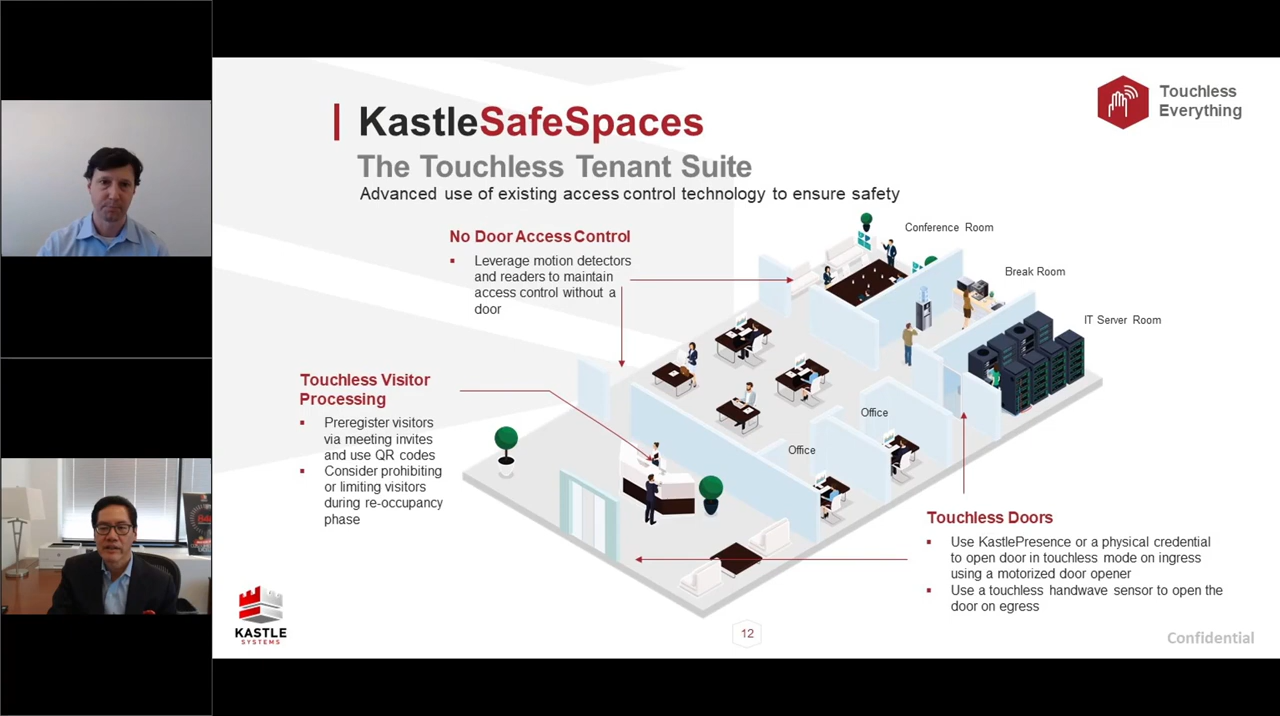 KastleSafeSpaces
The Touchless Tenant Suite
Advanced use of existing access control technology to ensure safety
Touchless
Everything
No Door Access Control
Leverage motion detectors
and readers to maintain
access control without a
door
Conference Room
Break Room
IT Server Room
Touchless Visitor
Processing
Preregister visitors
via meeting invites
and use QR codes
Consider prohibiting
or limiting visitors
during re-occupancy
phase
Office
Office
Touchless Doors
Use KastlePresence or a physical credential
to open door in touchless mode on ingress
using a motorized door opener
Use a touchless handwave sensor to open the
door on egress
KASTLE
SYSTEMS
12
Confidential